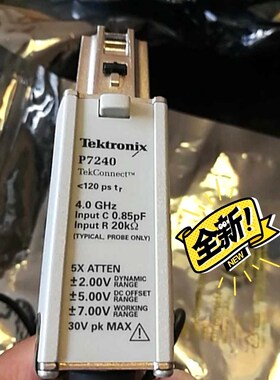 Tektronix
P7240
TekConnect™
<120 ps tr
4.0 GHz
Input C 0.85pF
Input R 20kΩ
(TYPICAL, PROBE ONLY)
全新!
NEW
5X ATTEN
±2.00V DYNAMIC RANGE
±5.00V DC OFFSET RANGE
±7.00V WORKING RANGE
30V pk MAX